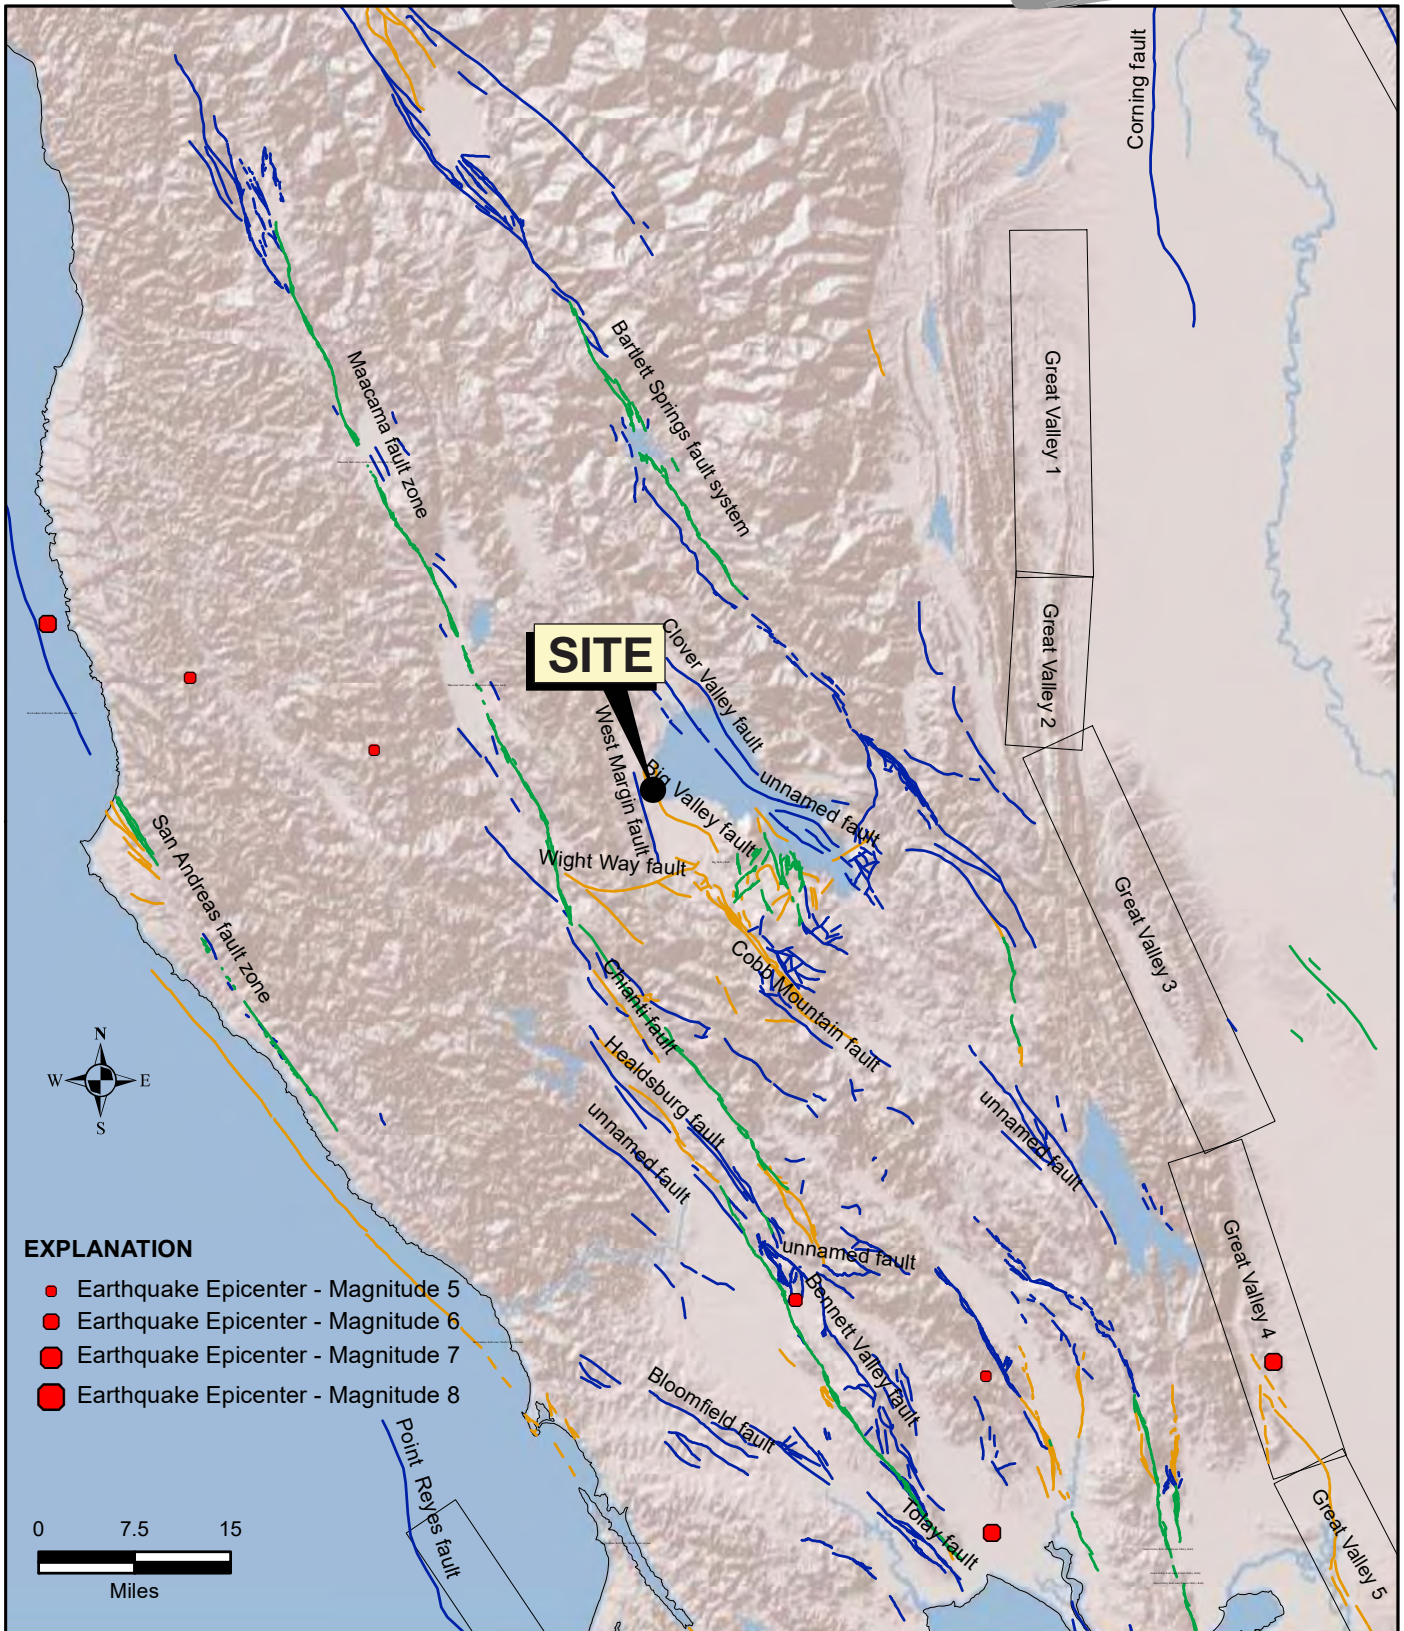 Corning fault
Great Valley 1
Bartlett Springs fault system
Maacama fault zone
Great Valley 2
Clover Valley fault
SITE
West Margin fault
Big Valley fault
unnamed fault
Wight Way fault
San Andreas fault zone
Great Valley 3
Cobb Mountain fault
Chianti fault
Healdsburg fault
unnamed fault
unnamed fault
N
W
E
S
unnamed fault
Great Valley 4
Bennett Valley fault
EXPLANATION
Earthquake Epicenter - Magnitude 5
Earthquake Epicenter - Magnitude 6
Earthquake Epicenter - Magnitude 7
Earthquake Epicenter - Magnitude 8
Bloomfield fault
Point Reyes fault
Tolay fault
Great Valley 5
0 7.5 15
Miles